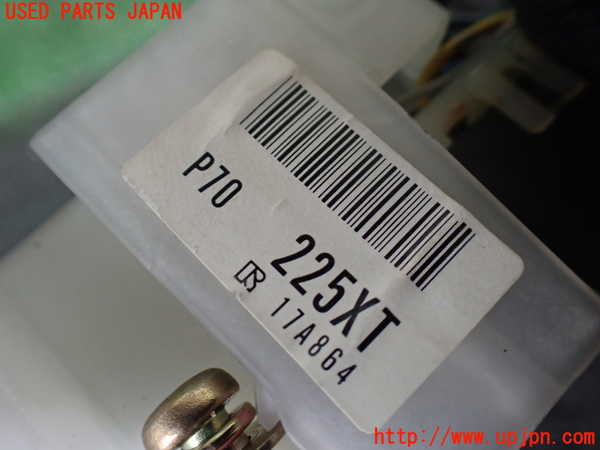 USED PARTS JAPAN
P70
225XT
R 17A864
http://www.upjpn.com/